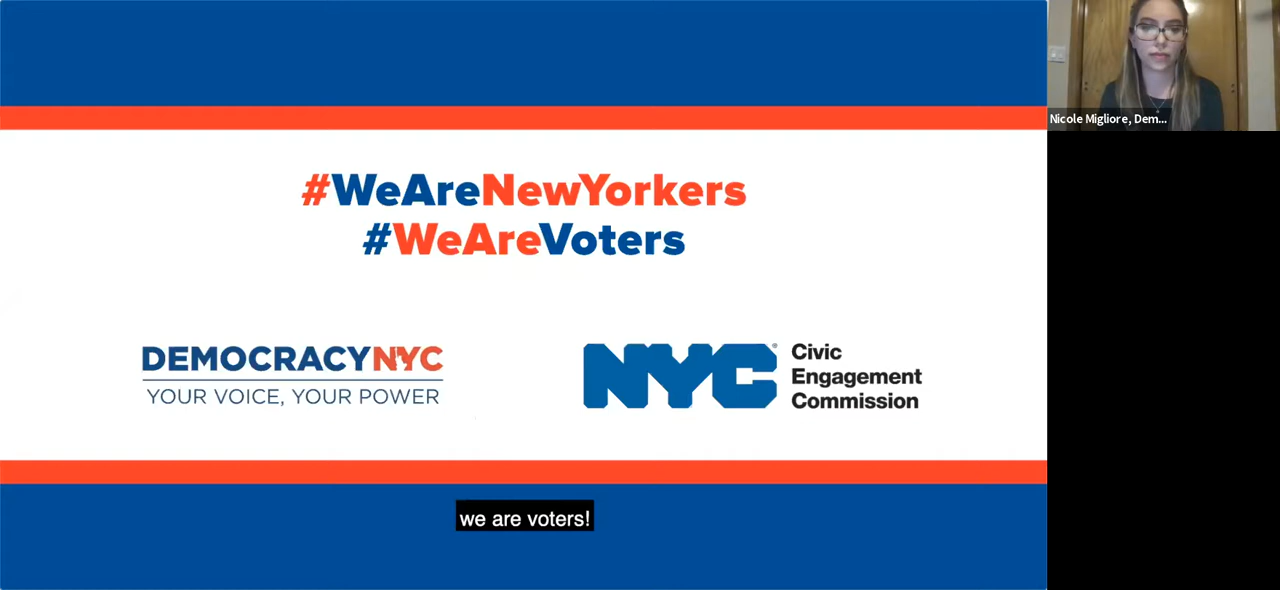 #WeAreNewYorkers
#WeAreVoters
DEMOCRACYNYC
YOUR VOICE, YOUR POWER
NYC®
Civic
Engagement
Commission
we are voters!
Nicole Migliore, Dem...